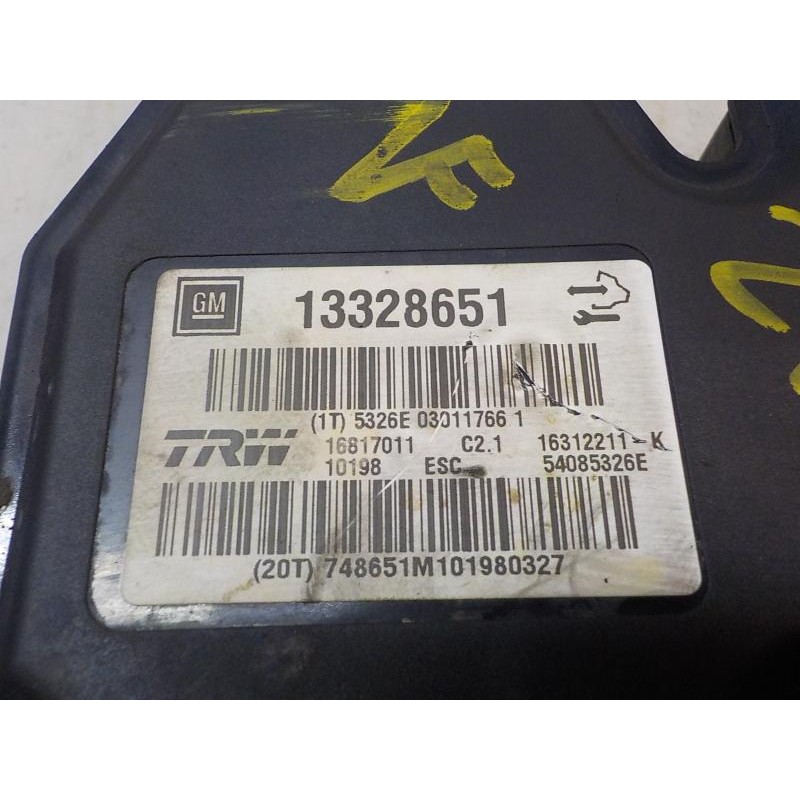 GM 13328651
(1T) 5326E 03011766 1
TRW 16817011 C2.1 16312211-K
10198 ESC 54085326E
(20T) 748651M101980327